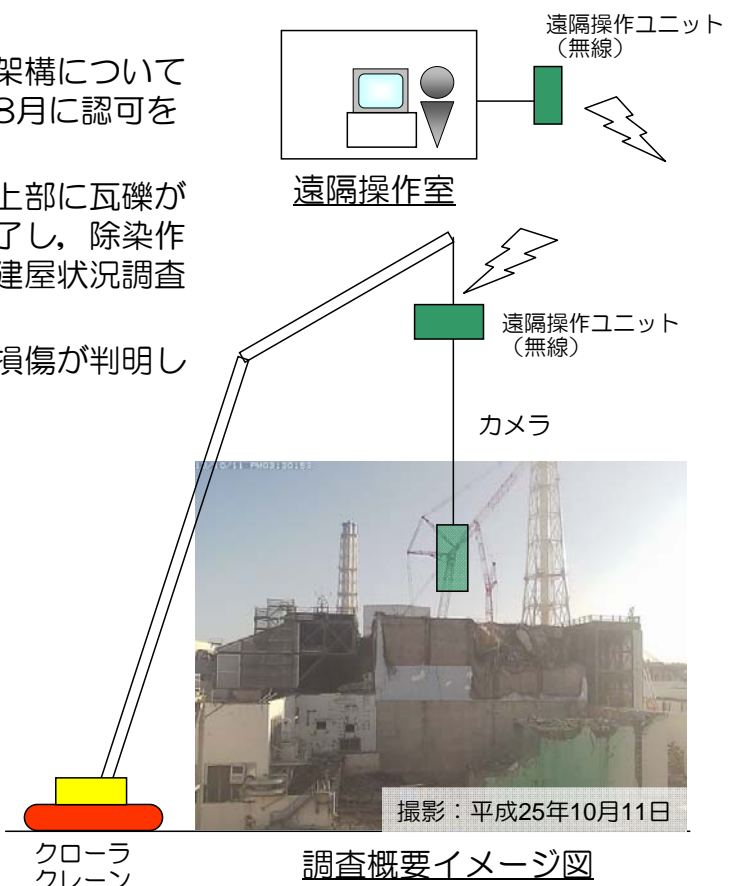 架構について
8月に認可を
上部に瓦礫が
了し，除染作
建屋状況調査
損傷が判明し
遠隔操作ユニット
（無線）
遠隔操作室
遠隔操作ユニット
（無線）
カメラ
撮影：平成25年10月11日
クローラ
クレーン
調査概要イメージ図